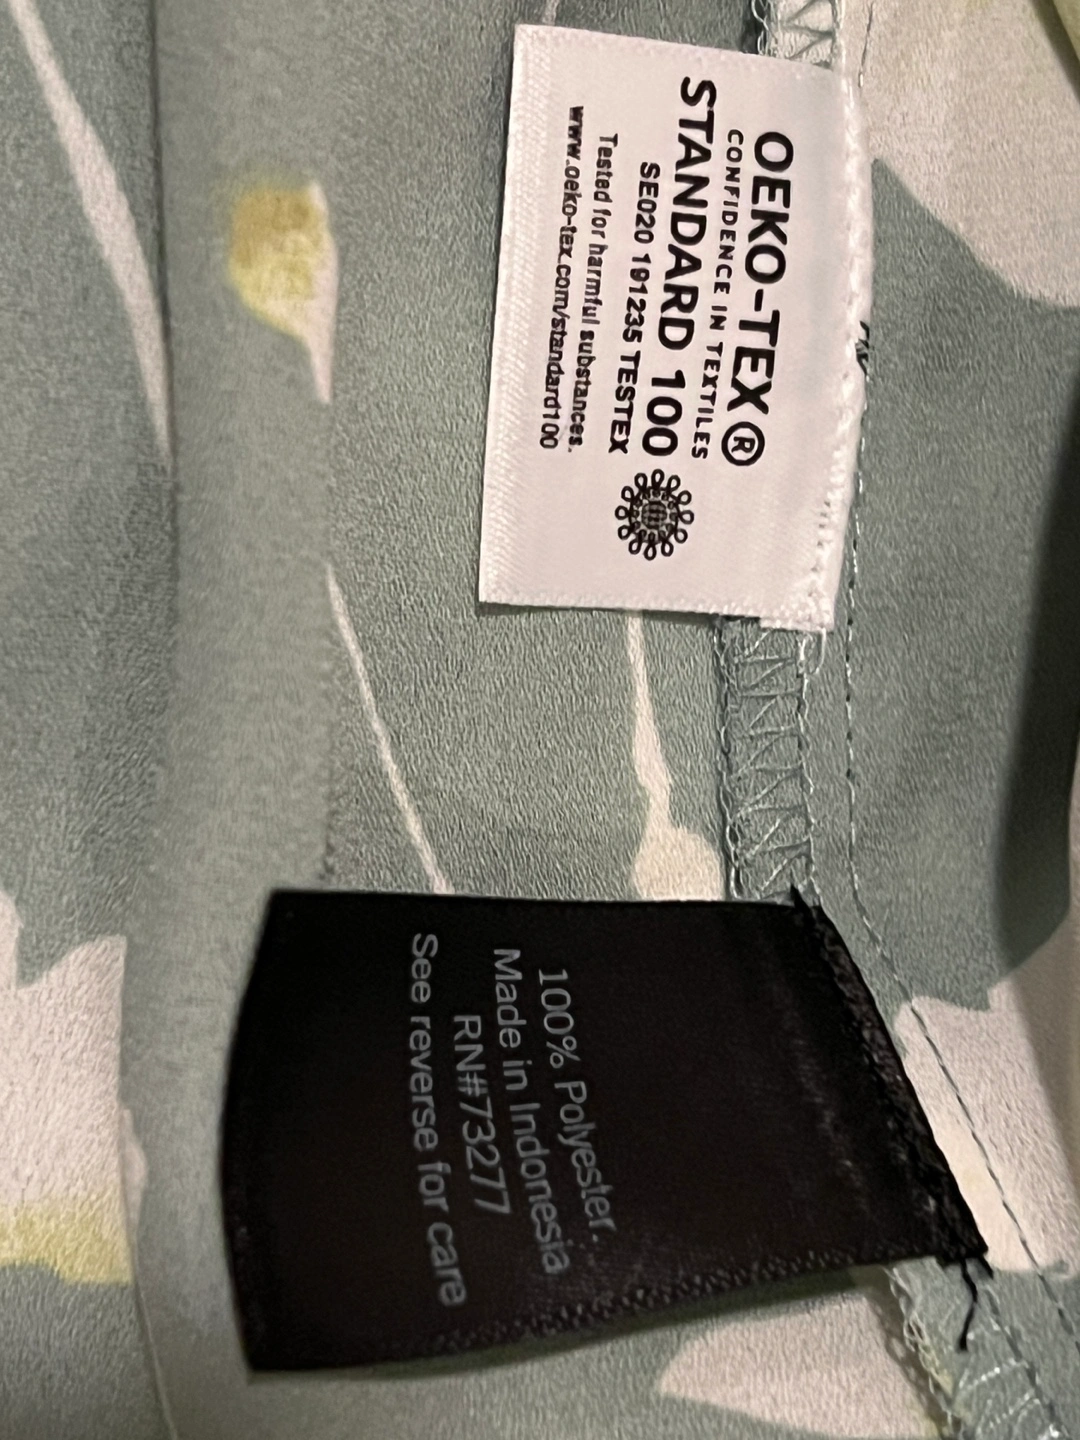 OEKO-TEX®
CONFIDENCE IN TEXTILES
STANDARD 100
SE020 191235 TESTEX
Tested for harmful substances.
www.oeko-tex.com/standard100
100% Polyester.
Made in Indonesia
RN#73277
See reverse for care